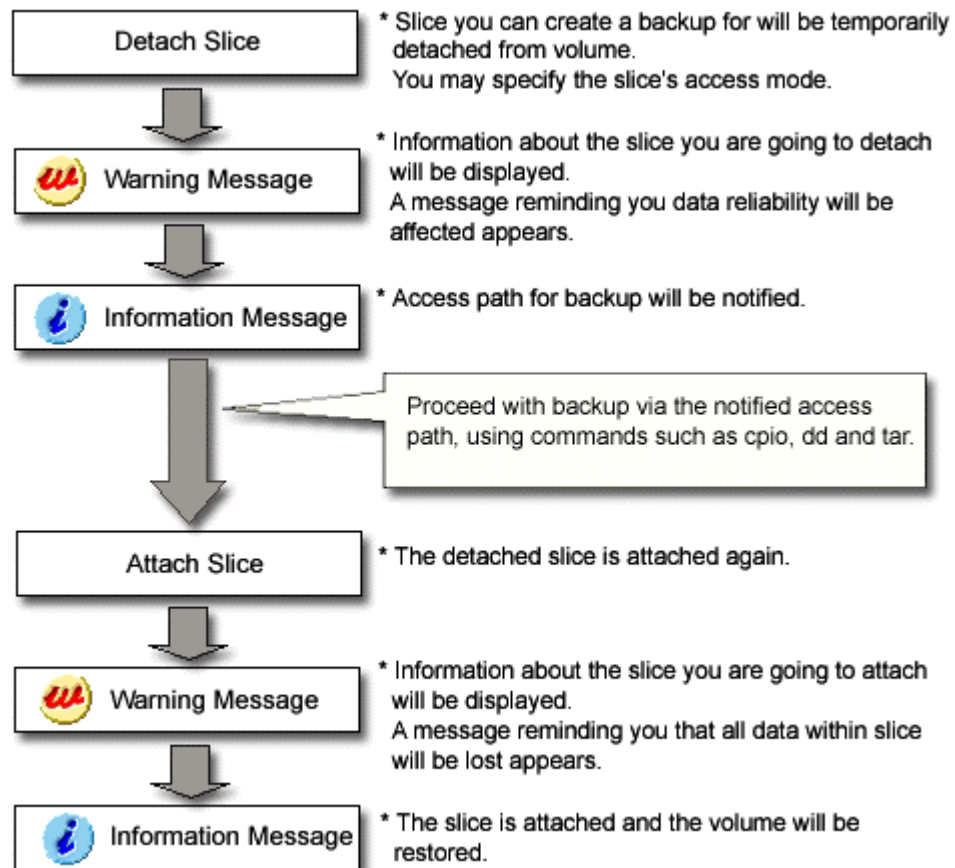 Detach Slice
* Slice you can create a backup for will be temporarily
detached from volume.
You may specify the slice's access mode.
w Warning Message
* Information about the slice you are going to detach
will be displayed.
A message reminding you data reliability will be
affected appears.
i Information Message
* Access path for backup will be notified.
Proceed with backup via the notified access
path, using commands such as cpio, dd and tar.
Attach Slice
* The detached slice is attached again.
w Warning Message
* Information about the slice you are going to attach
will be displayed.
A message reminding you that all data within slice
will be lost appears.
i Information Message
* The slice is attached and the volume will be
restored.